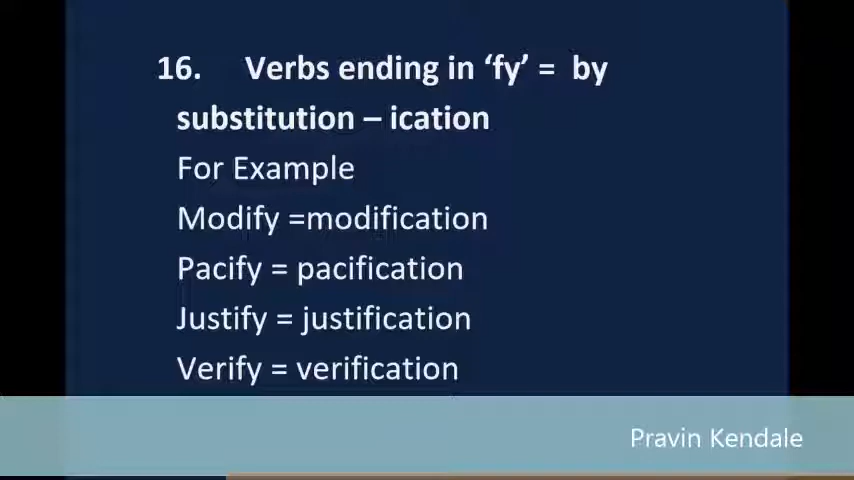 16. Verbs ending in ‘fy’ = by
substitution – ication
For Example
Modify =modification
Pacify = pacification
Justify = justification
Verify = verification
Pravin Kendale